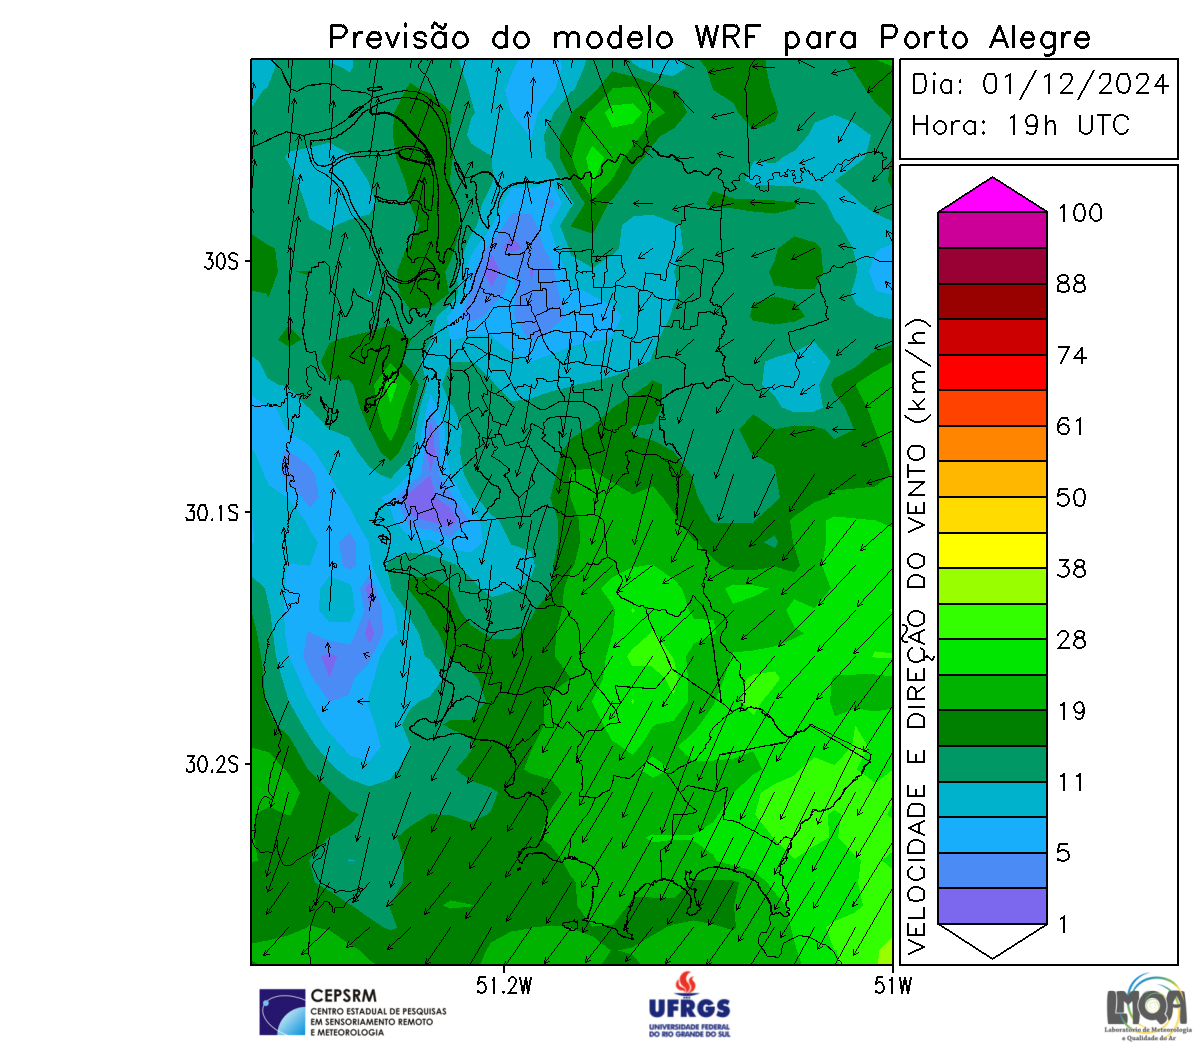 Previsão do modelo WRF para Porto Alegre
Dia: 01/12/2024
Hora: 19h UTC
100
88
74
61
50
38
28
19
11
5
1
VELOCIDADE E DIREÇÃO DO VENTO (km/h)
30S
30.1S
30.2S
51.2W
51W
CEPSRM
CENTRO ESTADUAL DE PESQUISAS
EM SENSORIAMENTO REMOTO
E METEOROLOGIA
UFRGS
UNIVERSIDADE FEDERAL
DO RIO GRANDE DO SUL
LMQA
Laboratório de Meteorologia
e Qualidade do Ar